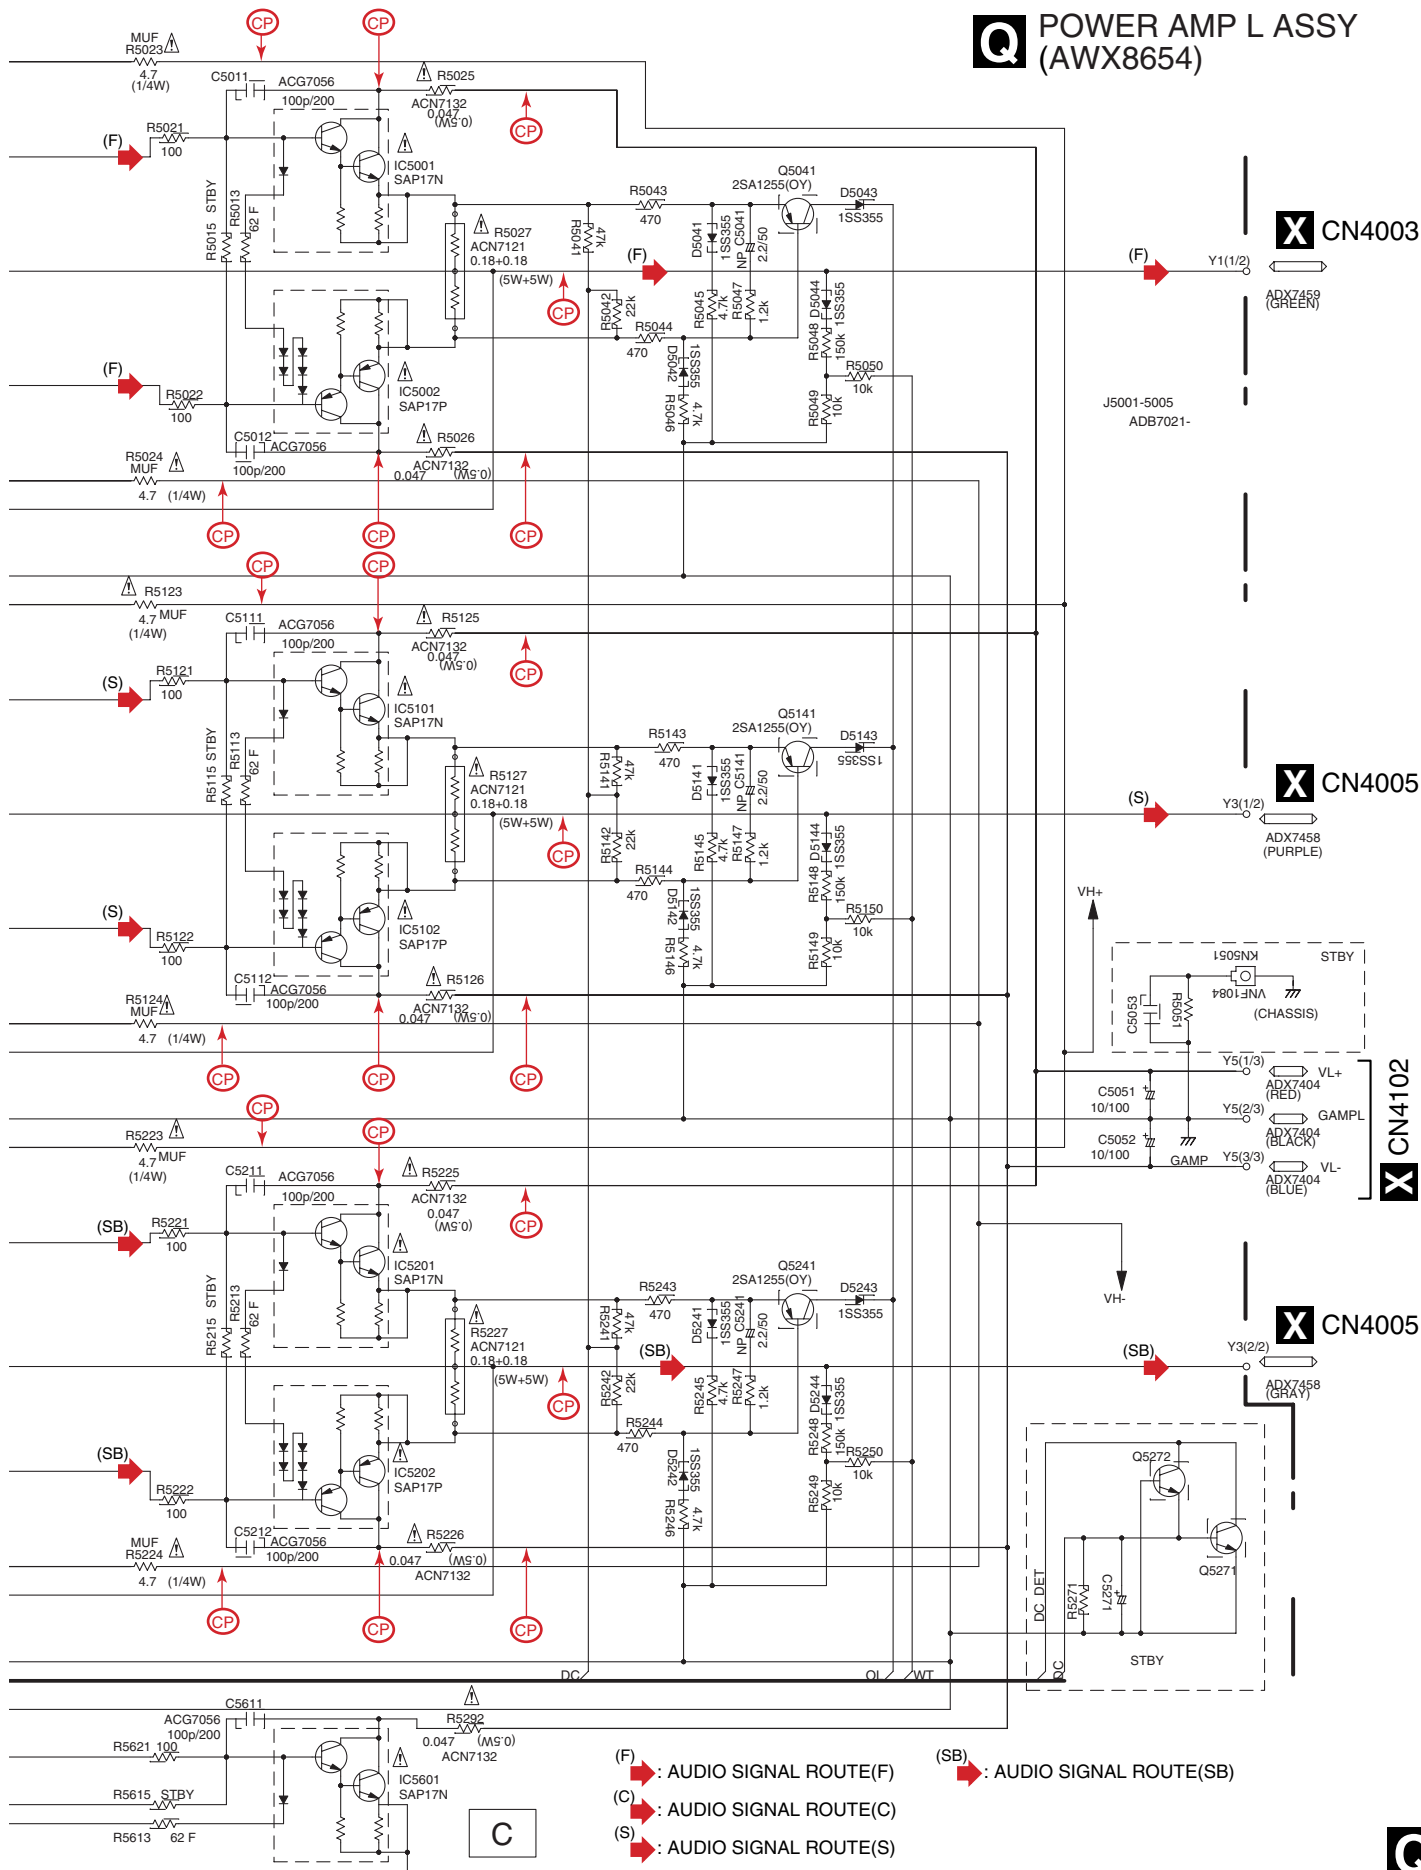 Q POWER AMP L ASSY
(AWX8654)
CP
CP
MUF
R5023
4.7
(1/4W)
C5011
ACG7056
100p/200
R5025
ACN7132
0.047
(0.5W)
CP
(F)
R5021
100
IC5001
SAP17N
R5015 STBY
R5013
62 F
R5027
ACN7121
0.18+0.18
(5W+5W)
CP
R5041
47k
R5042
22k
R5043
470
(F)
R5044
470
D5041
1SS355
NP C5041
2.2/50
R5045
4.7k
R5047
1.2k
D5042
1SS355
R5046
4.7k
Q5041
2SA1255(OY)
D5043
1SS355
D5044
1SS355
R5048
150k
R5049
10k
R5050
10k
(F)
Y1(1/2)
X CN4003
ADX7459
(GREEN)
J5001-5005
ADB7021-
(F)
R5022
100
IC5002
SAP17P
C5012
ACG7056
100p/200
R5026
ACN7132
0.047
(0.5W)
R5024
MUF
4.7 (1/4W)
CP
CP
CP
CP
CP
R5123
4.7 MUF
(1/4W)
C5111
ACG7056
100p/200
R5125
ACN7132
0.047
(0.5W)
CP
(S)
R5121
100
IC5101
SAP17N
R5115 STBY
R5113
62 F
R5127
ACN7121
0.18+0.18
(5W+5W)
CP
R5141
47k
R5142
22k
R5143
470
R5144
470
D5141
1SS355
NP C5141
2.2/50
R5145
4.7k
R5147
1.2k
D5142
1SS355
R5146
4.7k
Q5141
2SA1255(OY)
D5143
1SS355
D5144
1SS355
R5148
150k
R5149
10k
R5150
10k
(S)
Y3(1/2)
X CN4005
ADX7458
(PURPLE)
(S)
R5122
100
IC5102
SAP17P
C5112
ACG7056
100p/200
R5126
ACN7132
0.047
(0.5W)
R5124
MUF
4.7 (1/4W)
CP
CP
CP
VH+
KN5051
STBY
VNF1084
(CHASSIS)
C5053
R5051
Y5(1/3)
ADX7404
(RED)
VL+
C5051
10/100
Y5(2/3)
ADX7404
(BLACK)
GAMPL
C5052
10/100
GAMP
Y5(3/3)
ADX7404
(BLUE)
VL-
X CN4102
VH-
CP
CP
R5223
4.7 MUF
(1/4W)
C5211
ACG7056
100p/200
R5225
ACN7132
0.047
(0.5W)
CP
(SB)
R5221
100
IC5201
SAP17N
R5215 STBY
R5213
62 F
R5227
ACN7121
0.18+0.18
(5W+5W)
CP
R5241
47k
R5242
22k
R5243
470
(SB)
R5244
470
D5241
1SS355
NP C5241
2.2/50
R5245
4.7k
R5247
1.2k
D5242
1SS355
R5246
4.7k
Q5241
2SA1255(OY)
D5243
1SS355
D5244
1SS355
R5248
150k
R5249
10k
R5250
10k
(SB)
Y3(2/2)
X CN4005
ADX7458
(GRAY)
(SB)
R5222
100
IC5202
SAP17P
C5212
ACG7056
100p/200
R5226
0.047
(0.5W)
ACN7132
MUF
R5224
4.7 (1/4W)
CP
CP
CP
Q5272
Q5271
R5271
C5271
DC DET
DC
STBY
DC
OL
WT
C5611
ACG7056
100p/200
R5292
0.047
(0.5W)
ACN7132
R5621 100
IC5601
SAP17N
R5615 STBY
R5613 62 F
C
(F) : AUDIO SIGNAL ROUTE(F)
(SB) : AUDIO SIGNAL ROUTE(SB)
(C) : AUDIO SIGNAL ROUTE(C)
(S) : AUDIO SIGNAL ROUTE(S)
Q